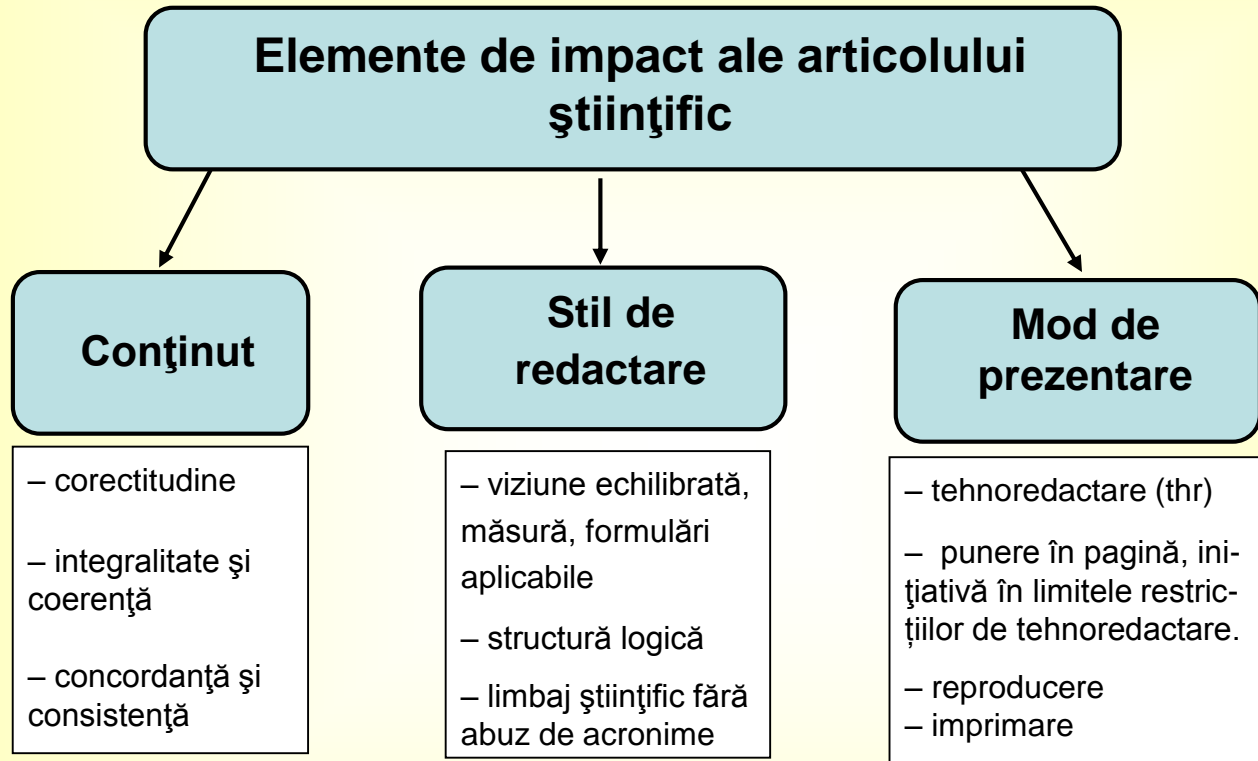 Elemente de impact ale articolului
ştiinţific
Conţinut
– corectitudine
– integralitate şi
coerenţă
– concordanţă şi
consistenţă
Stil de
redactare
– viziune echilibrată,
măsură, formulări
aplicabile
– structură logică
– limbaj ştiinţific fără
abuz de acronime
Mod de
prezentare
– tehnoredactare (thr)
– punere în pagină, ini-
ţiativă în limitele restric-
țiilor de tehnoredactare.
– reproducere
– imprimare